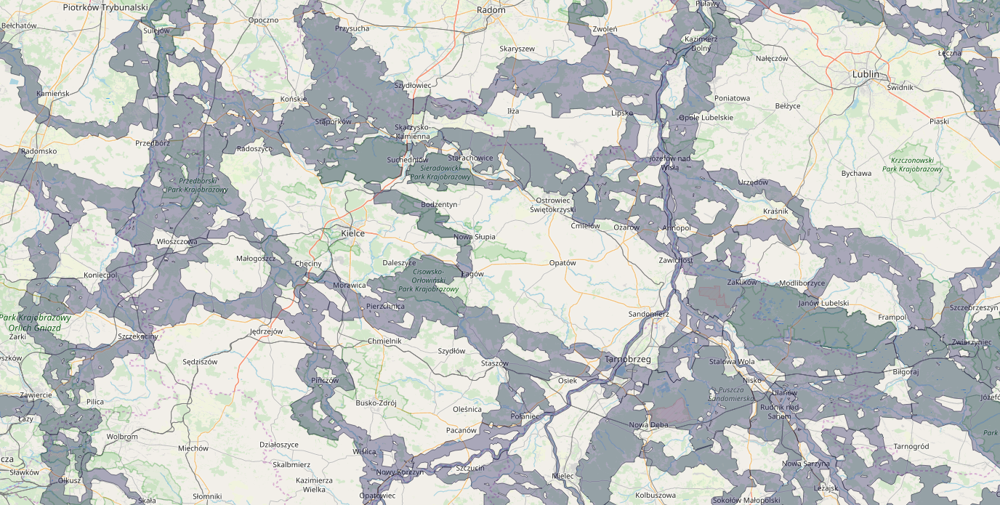 Piotrków Trybunalski
Radom
Puławy
Bełchatów
Opoczno
Sulejów
Przysucha
Zwoleń
Kazimierz
Dolny
Skaryszew
Nałęczów
Łęczna
Lublin
Kamieńsk
Szydłowiec
Świdnik
Końskie
Poniatowa
Bełżyce
Iłża
Lipsko
Opole Lubelskie
Stąporków
Piaski
Skarżysko-
Kamienna
Przedbórz
Radoszyce
Radomsko
Suchedniów
Starachowice
Sieradowicki
Park Krajobrazowy
Józefów nad
Wisłą
Krzczonowski
Park Krajobrazowy
Bychawa
Przedborski
Park Krajobrazowy
Urzędów
Bodzentyn
Ostrowiec
Świętokrzyski
Kraśnik
Ćmielów
Ożarów
Annopol
Kielce
Nowa Słupia
Włoszczowa
Małogoszcz
Chęciny
Daleszyce
Opatów
Zawichost
Koniecpol
Cisowsko-
Orłowiński
Park Krajobrazowy
Łagów
Morawica
Zaklików
Modliborzyce
Pierzchnica
Janów Lubelski
Szczebrzeszyn
Park Krajobrazowy
Orlich Gniazd
Sandomierz
Frampol
Żarki
Szczekociny
Jędrzejów
Chmielnik
Zwierzyniec
Szydłów
Sędziszów
Staszów
Tarnobrzeg
Stalowa Wola
Biłgoraj
Pińczów
Osiek
Nisko
Zawiercie
Pilica
Busko-Zdrój
Puszcza
Sandomierska
Ulanów
Józefó
Łazy
Oleśnica
Połaniec
Rudnik nad
Sanem
Nowa Dęba
Wolbrom
Pacanów
Park
Działoszyce
Miechów
Wiślica
Tarnogród
cza
Skalbmierz
Szczucin
Nowa Sarzyna
Sławków
Nowy Korczyn
Mielec
Olkusz
Kazimierza
Wielka
Leżajsk
Skała
Słomniki
Opatowiec
Kolbuszowa
Sokołów Małopolski